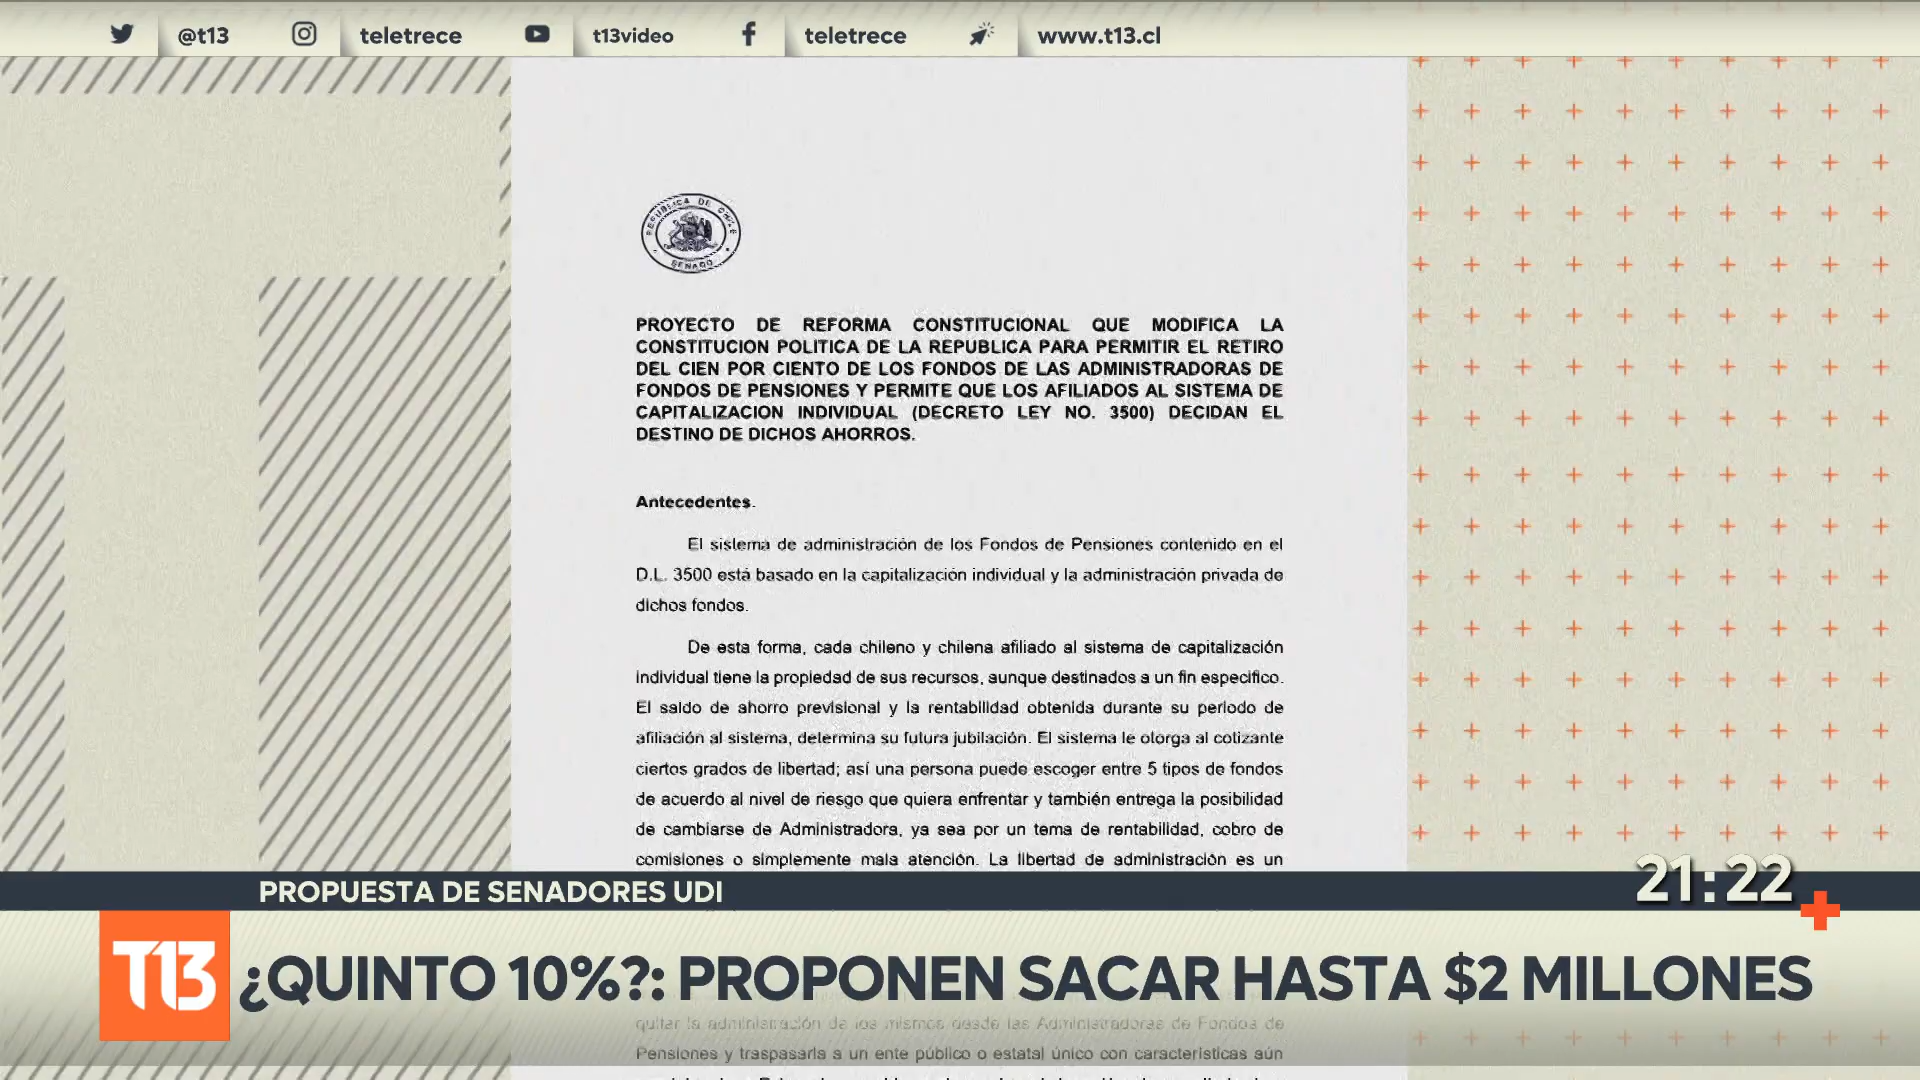 @t13 teletrece t13video teletrece www.t13.cl
REPUBLICA DE CHILE
SENADO
PROYECTO DE REFORMA CONSTITUCIONAL QUE MODIFICA LA
CONSTITUCION POLITICA DE LA REPUBLICA PARA PERMITIR EL RETIRO
DEL CIEN POR CIENTO DE LOS FONDOS DE LAS ADMINISTRADORAS DE
FONDOS DE PENSIONES Y PERMITE QUE LOS AFILIADOS AL SISTEMA DE
CAPITALIZACION INDIVIDUAL (DECRETO LEY NO. 3500) DECIDAN EL
DESTINO DE DICHOS AHORROS.
Antecedentes.
El sistema de administración de los Fondos de Pensiones contenido en el
D.L. 3500 está basado en la capitalización individual y la administración privada de
dichos fondos.
De esta forma, cada chileno y chilena afiliado al sistema de capitalización
individual tiene la propiedad de sus recursos, aunque destinados a un fin especifico.
El saldo de ahorro previsional y la rentabilidad obtenida durante su periodo de
afiliación al sistema, determina su futura jubilación. El sistema le otorga al cotizante
ciertos grados de libertad; así una persona puede escoger entre 5 tipos de fondos
de acuerdo al nivel de riesgo que quiera enfrentar y también entrega la posibilidad
de cambiarse de Administradora, ya sea por un tema de rentabilidad, cobro de
comisiones o simplemente mala atención. La libertad de administración es un
PROPUESTA DE SENADORES UDI
21:22
T13
¿QUINTO 10%?: PROPONEN SACAR HASTA $2 MILLONES
quitar la administración de los mismos desde las Administradoras de Fondos de
Pensiones y traspasarla a un ente público o estatal único con características aún